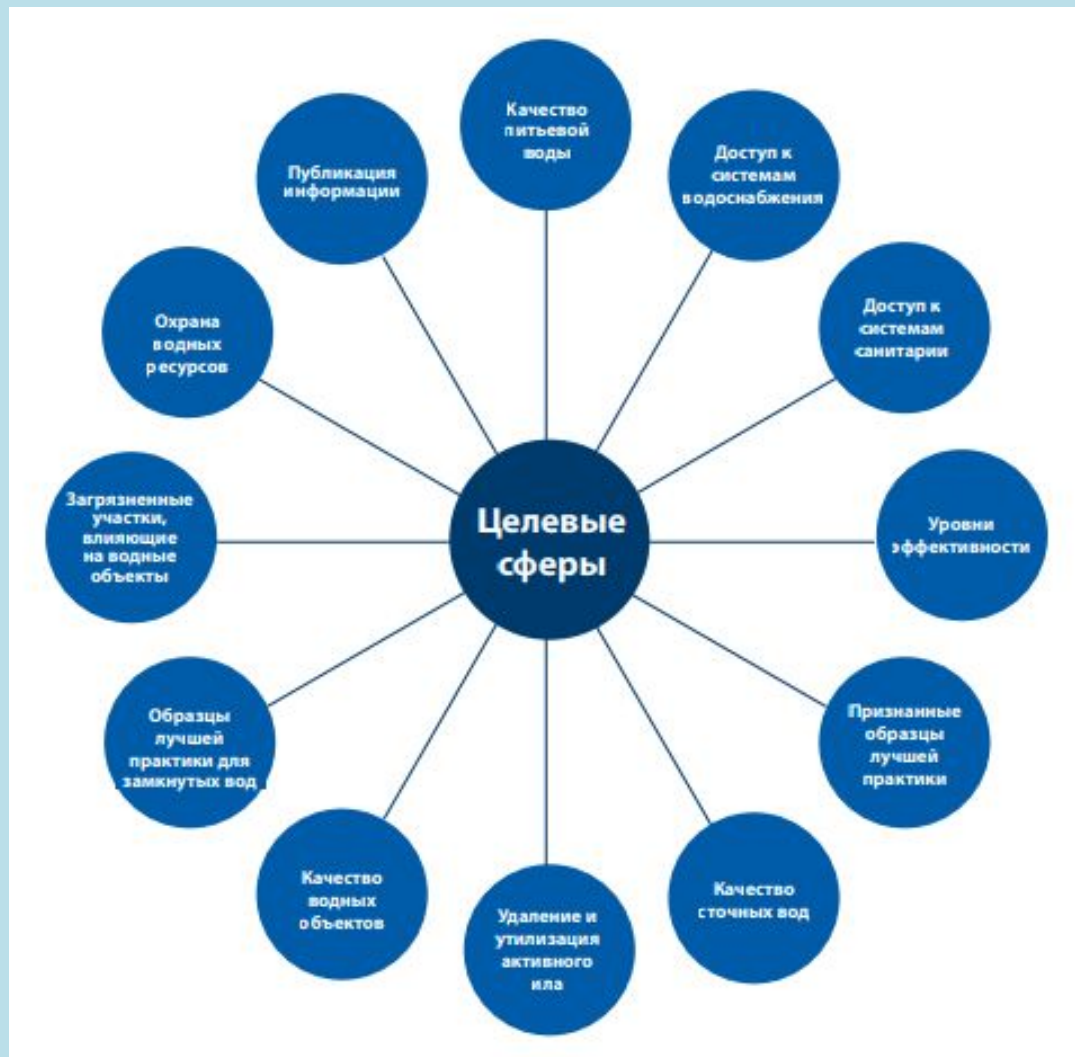 Качество
питьевой
воды
Доступ к
системам
водоснабжения
Доступ к
системам
санитарии
Уровни
эффективности
Признанные
образцы
лучшей
практики
Качество
сточных вод
Удаление и
утилизация
активного
ила
Качество
водных
объектов
Образцы
лучшей
практики для
замкнутых вод
Загрязненные
участки,
влияющие
на водные
объекты
Охрана
водных
ресурсов
Публикация
информации
Целевые
сферы